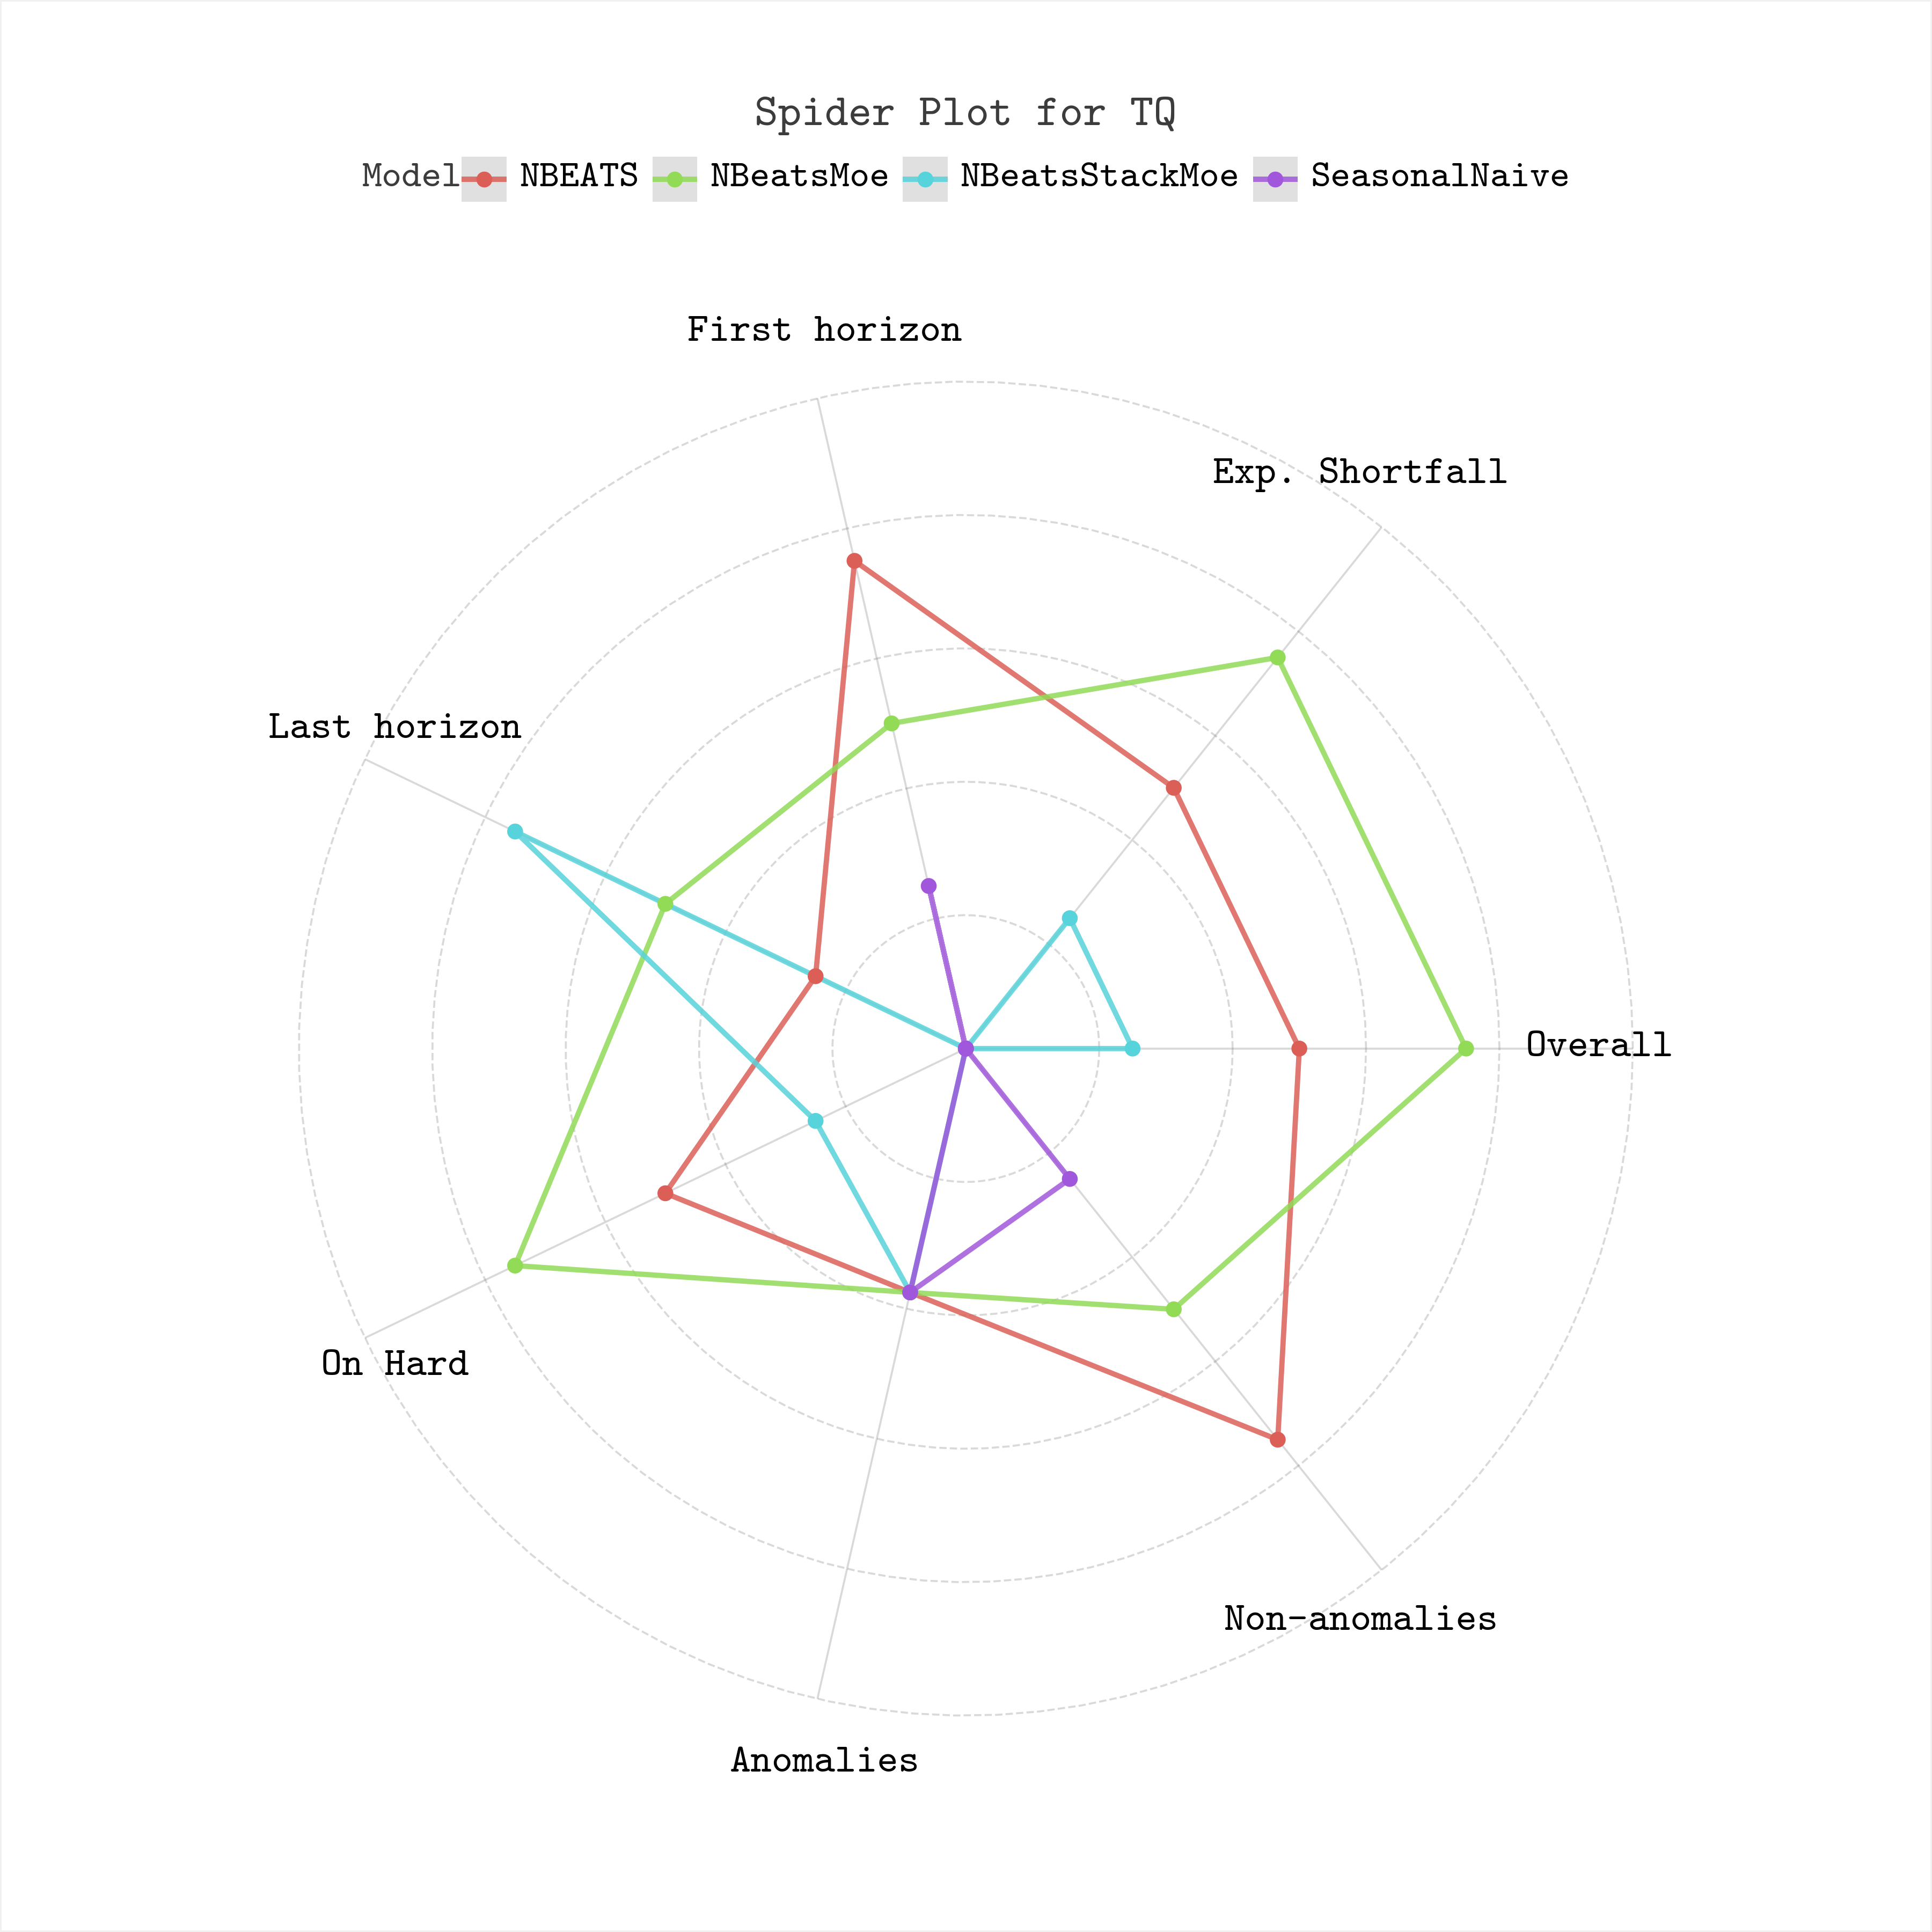 Spider Plot for TQ
Model NBEATS NBeatsMoe NBeatsStackMoe SeasonalNaive
First horizon
Exp. Shortfall
Last horizon
Overall
On Hard
Non-anomalies
Anomalies